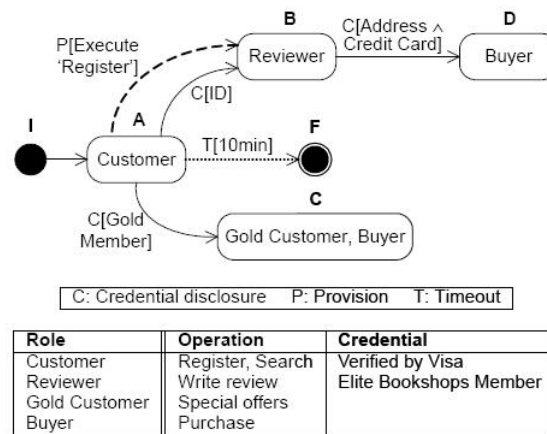 B
D
P[Execute
'Register']
C[Address ∧
Credit Card]
Reviewer
Buyer
C[ID]
I
A
F
T[10min]
Customer
C
C[Gold
Member]
Gold Customer, Buyer
C: Credential disclosure P: Provision T: Timeout
Role Operation Credential
Customer Register, Search Verified by Visa
Reviewer Write review Elite Bookshops Member
Gold Customer Special offers
Buyer Purchase